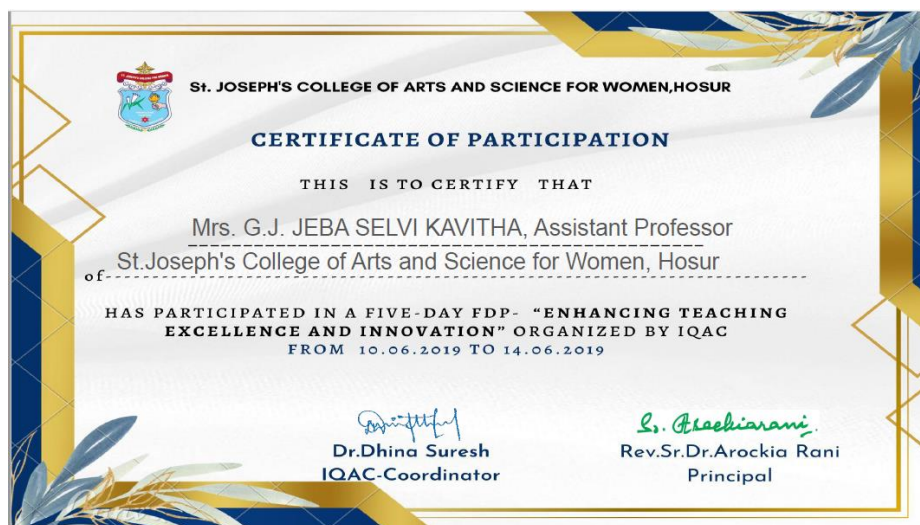 St. JOSEPH'S COLLEGE OF ARTS AND SCIENCE FOR WOMEN,HOSUR
CERTIFICATE OF PARTICIPATION
THIS IS TO CERTIFY THAT
Mrs. G.J. JEBA SELVI KAVITHA, Assistant Professor
of St.Joseph's College of Arts and Science for Women, Hosur
HAS PARTICIPATED IN A FIVE-DAY FDP- “ENHANCING TEACHING
EXCELLENCE AND INNOVATION” ORGANIZED BY IQAC
FROM 10.06.2019 TO 14.06.2019
Dr.Dhina Suresh
IQAC-Coordinator
Rev.Sr.Dr.Arockia Rani
Principal